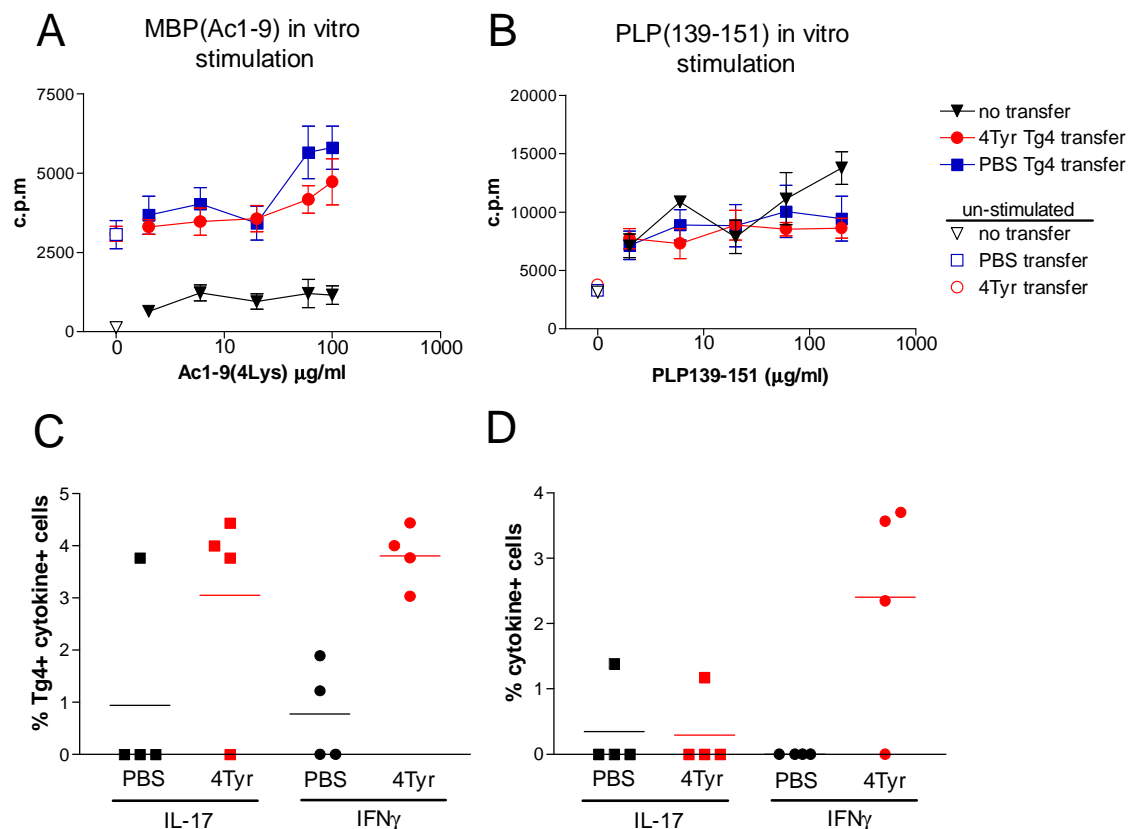 A
MBP(Ac1-9) in vitro
stimulation
7500
5000
2500
0
c.p.m
0
10
100
1000
Ac1-9(4Lys) µg/ml
B
PLP(139-151) in vitro
stimulation
20000
15000
10000
5000
0
c.p.m
0
10
100
1000
PLP139-151 (µg/ml)
no transfer
4Tyr Tg4 transfer
PBS Tg4 transfer
un-stimulated
no transfer
PBS transfer
4Tyr transfer
C
5
4
3
2
1
0
% Tg4+ cytokine+ cells
PBS
4Tyr
PBS
4Tyr
IL-17
IFNγ
D
4
3
2
1
0
% cytokine+ cells
PBS
4Tyr
PBS
4Tyr
IL-17
IFNγ